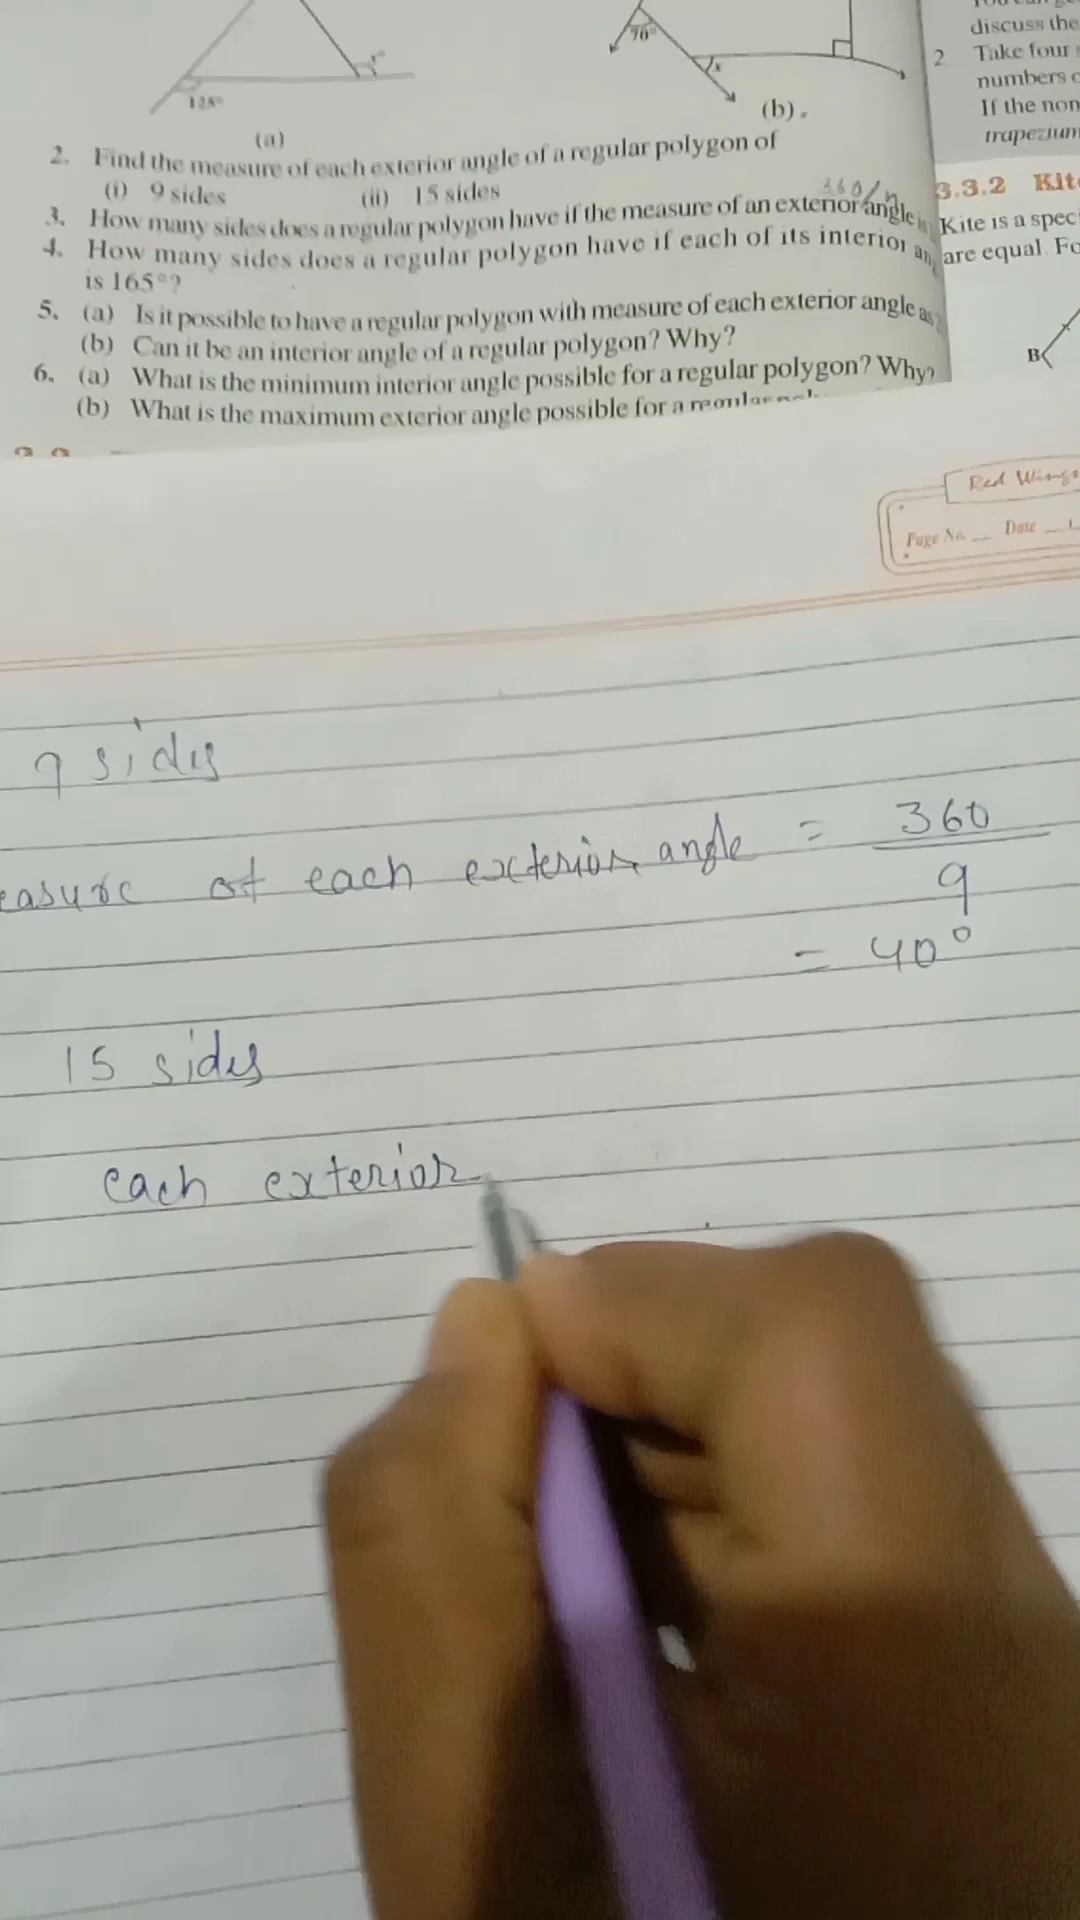 125°
x°
(a)
70°
x
(b)
2. Find the measure of each exterior angle of a regular polygon of
(i) 9 sides (ii) 15 sides
360/n
3. How many sides does a regular polygon have if the measure of an exterior angle
4. How many sides does a regular polygon have if each of its interior
is 165°?
5. (a) Is it possible to have a regular polygon with measure of each exterior angle as
(b) Can it be an interior angle of a regular polygon? Why?
6. (a) What is the minimum interior angle possible for a regular polygon? Why?
(b) What is the maximum exterior angle possible for a regular
discuss the
2 Take four
numbers
If the non
trapezium
3.3.2 Kite
Kite is a spec
are equal. Fo
B
Red Wings
Page No. Date
9 sides
easure of each exterior angle = 360
9
= 40°
15 sides
each exterior